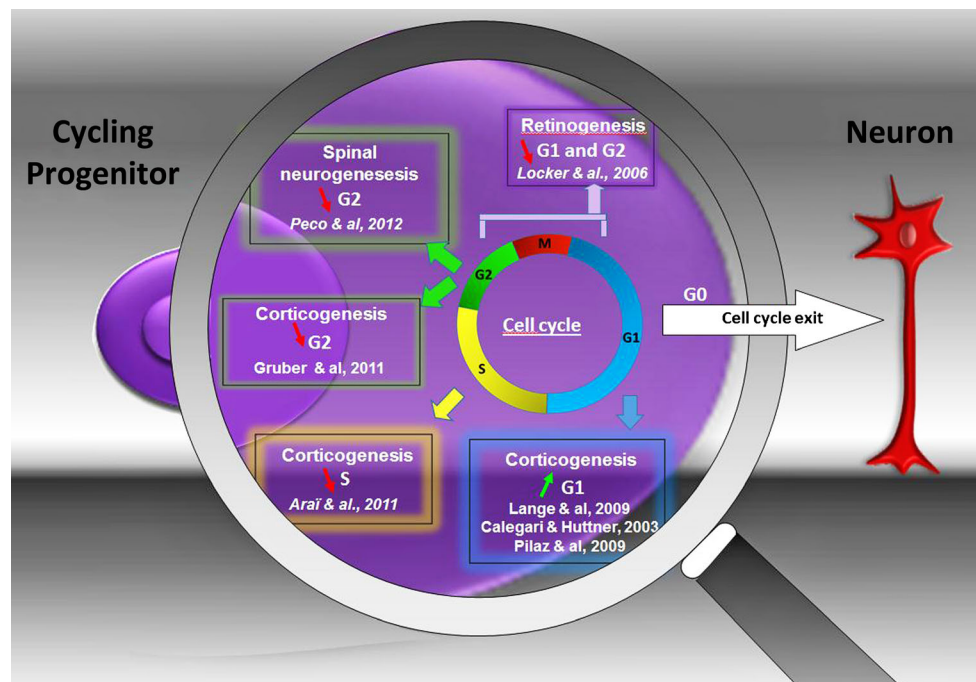 Cycling
Progenitor
Spinal
neurogenesesis
G2
Peco & al, 2012
Retinogenesis
G1 and G2
Locker & al., 2006
Neuron
Corticogenesis
G2
Gruber & al, 2011
M
G2
Cell cycle
G1
S
G0
Cell cycle exit
Corticogenesis
S
Araï & al., 2011
Corticogenesis
G1
Lange & al, 2009
Calegari & Huttner, 2003
Pilaz & al, 2009